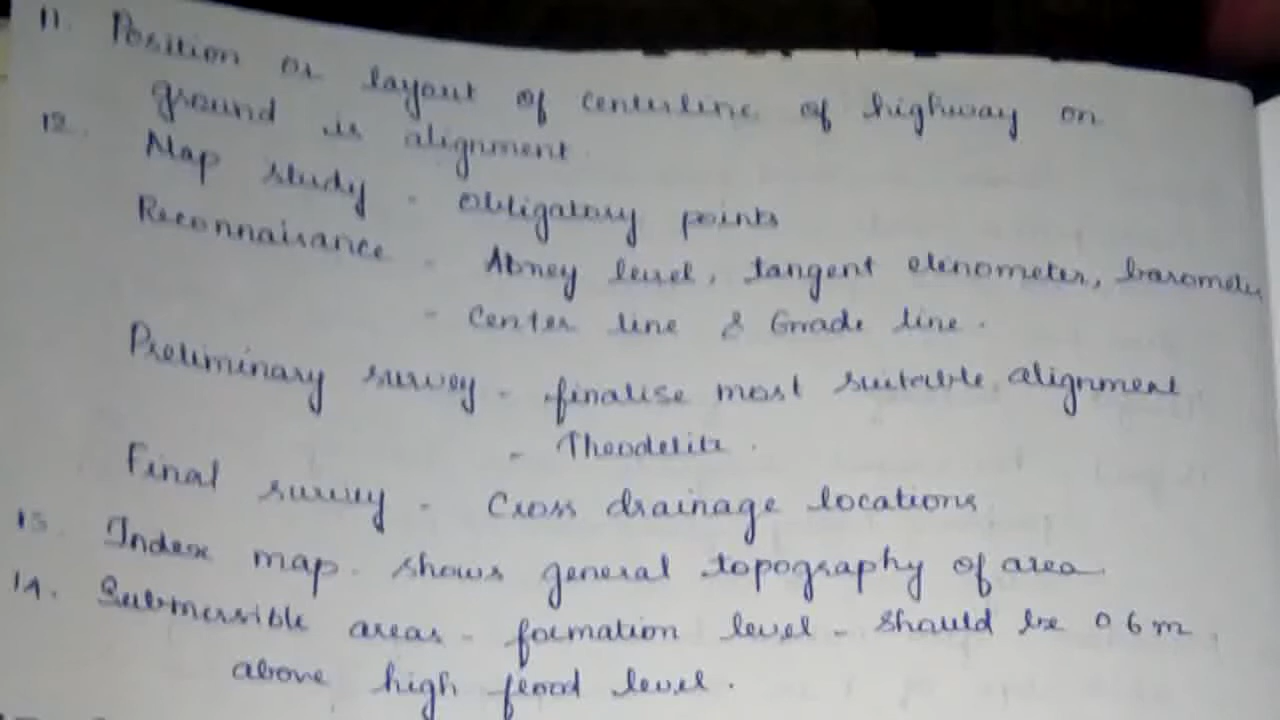 11. Position or layout of centerline of highway on
ground is alignment.
12. Map study - obligatory points
Reconnaisance - Abney level, tangent clinometer, barometer
- Center line & Grade line.
Preliminary survey - finalise most suitable alignment
- Theodelite.
Final survey - Cross drainage locations
13. Index map - shows general topography of area
14. Submersible areas - formation level - should be 0.6m
above high flood level.